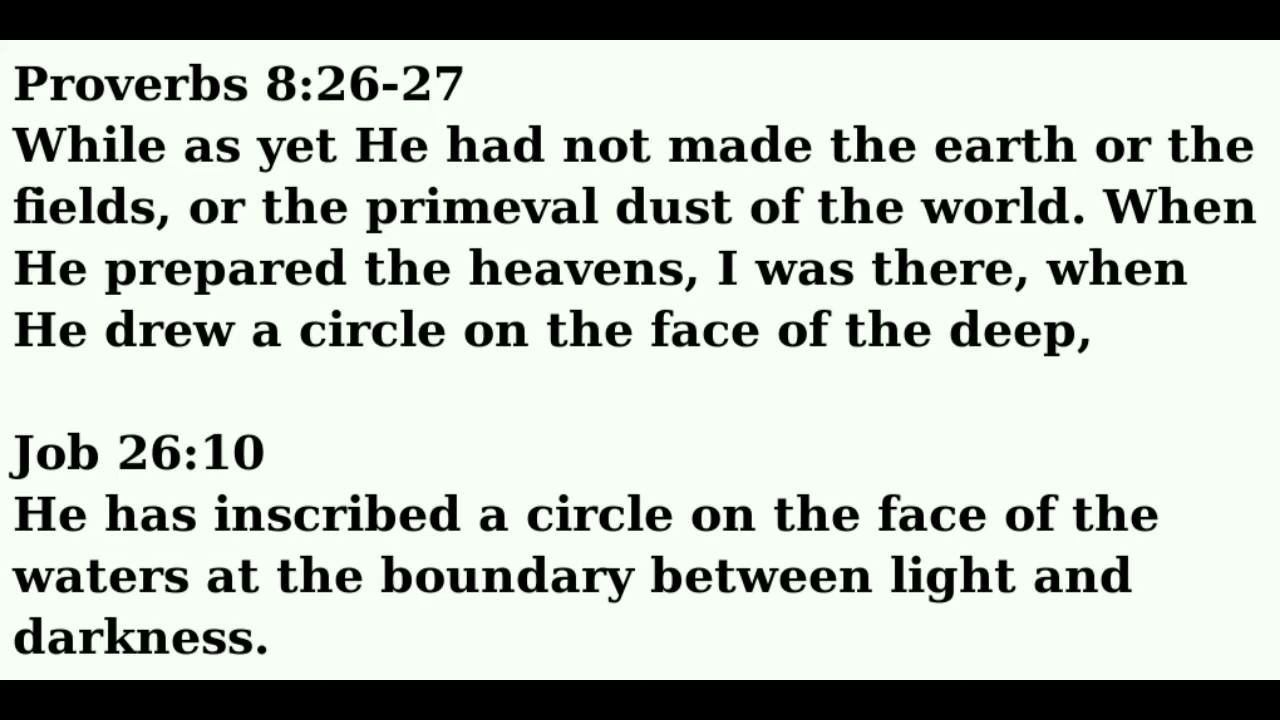 Proverbs 8:26-27
While as yet He had not made the earth or the
fields, or the primeval dust of the world. When
He prepared the heavens, I was there, when
He drew a circle on the face of the deep,
Job 26:10
He has inscribed a circle on the face of the
waters at the boundary between light and
darkness.